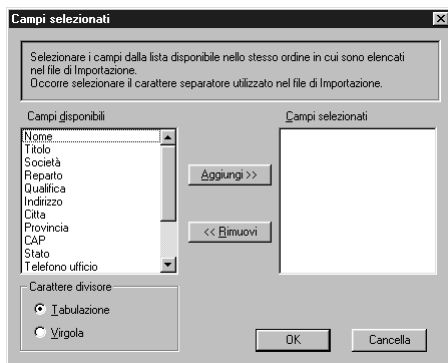 Campi selezionati
Selezionare i campi dalla lista disponibile nello stesso ordine in cui sono elencati
nel file di Importazione.
Occorre selezionare il carattere separatore utilizzato nel file di Importazione.
Campi disponibili
Campi selezionati
Nome
Titolo
Società
Reparto
Qualifica
Indirizzo
Citta
Provincia
CAP
Stato
Telefono ufficio
Aggiungi >>
<< Rimuovi
Carattere divisore
Tabulazione
Virgola
OK
Cancella